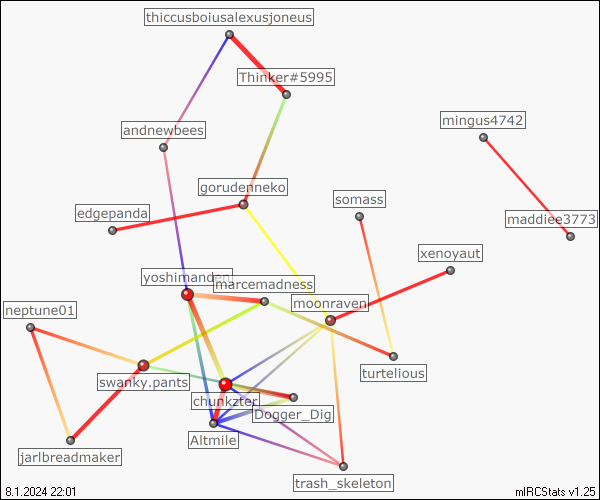 thiccusboiusalexusjoneus
Thinker#5995
mingus4742
andnewbees
gorudenneko
somass
edgepanda
maddiee3773
xenoyaut
yoshimanden
marcemadness
moonraven
neptune01
turtelious
swanky.pants
chunkzter
Dogger_Dig
Altmile
jarlbreadmaker
trash_skeleton
8.1.2024 22:01
mIRCStats v1.25